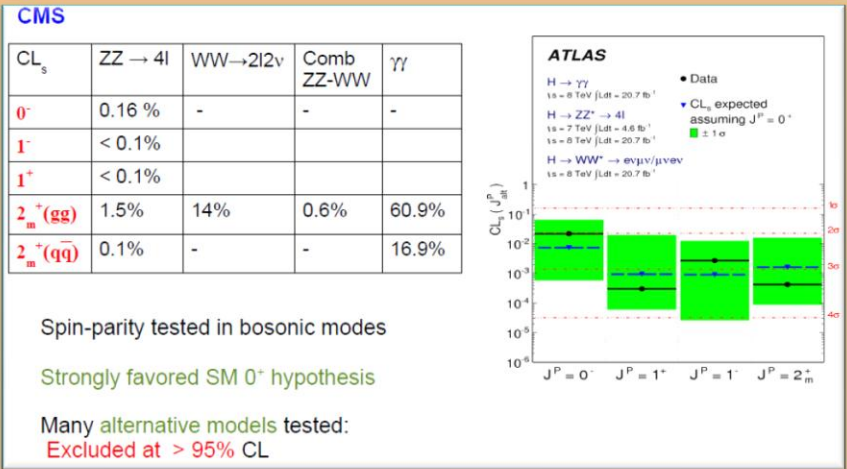 CMS
CLs ZZ → 4l WW→2l2ν Comb ZZ-WW γγ
0⁻ 0.16 % - - -
1⁻ < 0.1%
1⁺ < 0.1%
2m⁺(gg) 1.5% 14% 0.6% 60.9%
2m⁺(qq̄) 0.1% - - 16.9%
Spin-parity tested in bosonic modes
Strongly favored SM 0⁺ hypothesis
Many alternative models tested:
Excluded at > 95% CL
ATLAS
H → γγ
√s = 8 TeV ∫Ldt = 20.7 fb⁻¹
H → ZZ* → 4l
√s = 7 TeV ∫Ldt = 4.6 fb⁻¹
√s = 8 TeV ∫Ldt = 20.7 fb⁻¹
H → WW* → eνμν/μνeν
√s = 8 TeV ∫Ldt = 20.7 fb⁻¹
Data
CLs expected
assuming Jᴾ = 0⁺
± 1 σ
CLs ( Jᴾalt )
1
10⁻¹
10⁻²
10⁻³
10⁻⁴
10⁻⁵
10⁻⁶
1σ
2σ
3σ
4σ
Jᴾ = 0⁻ Jᴾ = 1⁺ Jᴾ = 1⁻ Jᴾ = 2⁺m